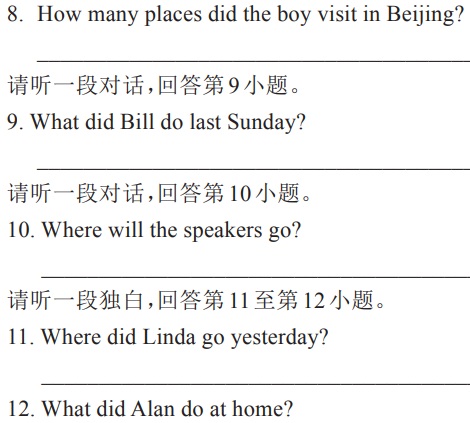 8. How many places did the boy visit in Beijing?
请听一段对话,回答第9小题。
9. What did Bill do last Sunday?
请听一段对话,回答第10小题。
10. Where will the speakers go?
请听一段独白,回答第11至第12小题。
11. Where did Linda go yesterday?
12. What did Alan do at home?